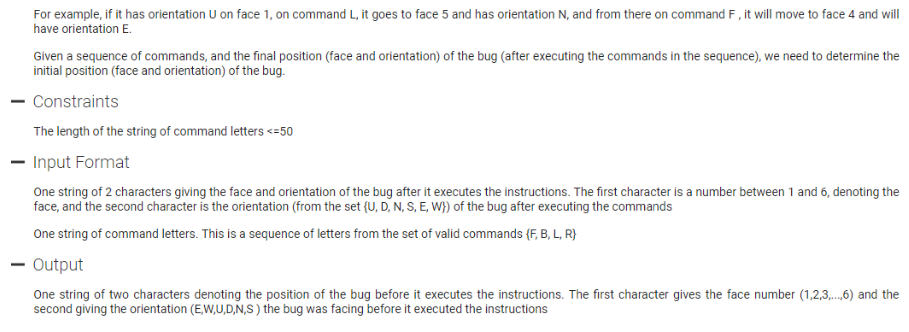 For example, if it has orientation U on face 1, on command L, it goes to face 5 and has orientation N, and from there on command F , it will move to face 4 and will
have orientation E.
Given a sequence of commands, and the final position (face and orientation) of the bug (after executing the commands in the sequence), we need to determine the
initial position (face and orientation) of the bug.
Constraints
The length of the string of command letters <=50
Input Format
One string of 2 characters giving the face and orientation of the bug after it executes the instructions. The first character is a number between 1 and 6, denoting the
face, and the second character is the orientation (from the set {U, D, N, S, E, W}) of the bug after executing the commands
One string of command letters. This is a sequence of letters from the set of valid commands {F, B, L, R}
Output
One string of two characters denoting the position of the bug before it executes the instructions. The first character gives the face number (1,2,3,...,6) and the
second giving the orientation (E,W,U,D,N,S ) the bug was facing before it executed the instructions